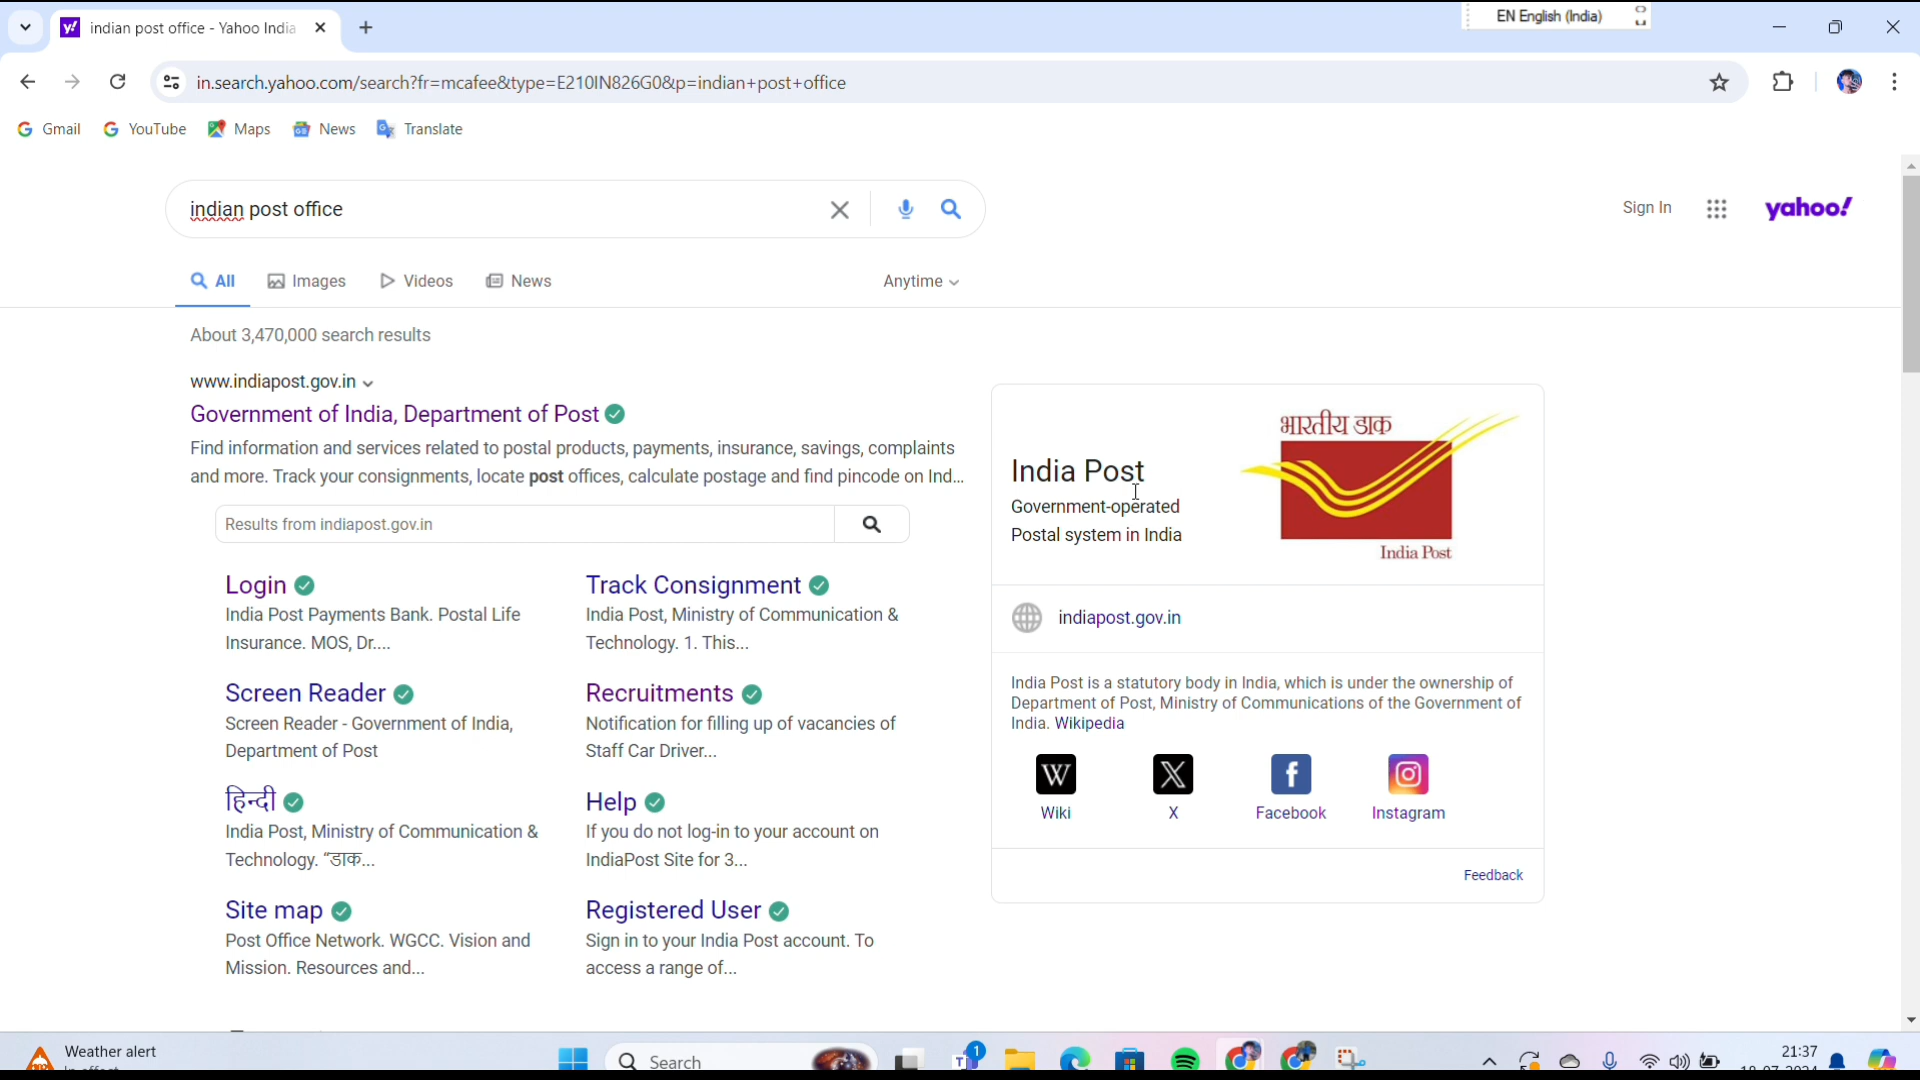 indian post office - Yahoo India
EN English (India)
in.search.yahoo.com/search?fr=mcafee&type=E210IN826G0&p=indian+post+office
Gmail YouTube Maps News Translate
indian post office
Sign In
yahoo!
All Images Videos News Anytime
About 3,470,000 search results
www.indiapost.gov.in
Government of India, Department of Post
Find information and services related to postal products, payments, insurance, savings, complaints
and more. Track your consignments, locate post offices, calculate postage and find pincode on Ind...
Results from indiapost.gov.in
Login
India Post Payments Bank. Postal Life
Insurance. MOS, Dr....
Track Consignment
India Post, Ministry of Communication &
Technology. 1. This...
Screen Reader
Screen Reader - Government of India,
Department of Post
Recruitments
Notification for filling up of vacancies of
Staff Car Driver...
हिन्दी
India Post, Ministry of Communication &
Technology. “डाक...
Help
If you do not log-in to your account on
IndiaPost Site for 3...
Site map
Post Office Network. WGCC. Vision and
Mission. Resources and...
Registered User
Sign in to your India Post account. To
access a range of...
India Post
Government-operated
Postal system in India
भारतीय डाक
India Post
indiapost.gov.in
India Post is a statutory body in India, which is under the ownership of
Department of Post, Ministry of Communications of the Government of
India. Wikipedia
Wiki X Facebook Instagram
Feedback
Weather alert
Search
1
21:37